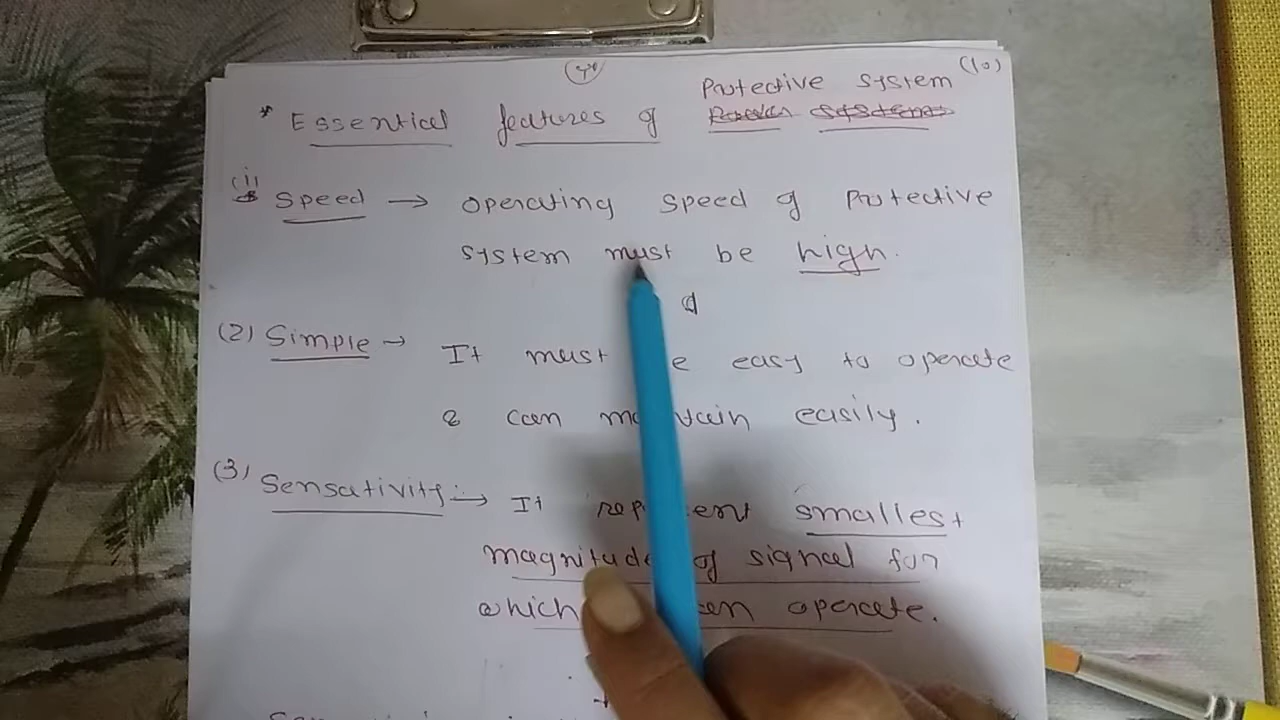 (10)
Protective system
* Essential features of
(i) Speed → Operating speed of Protective
system must be high.
(2) Simple → It must e easy to operate
& can easily.
(3) Sensativity :→ It smallest
magnitude of signal for
which operate.